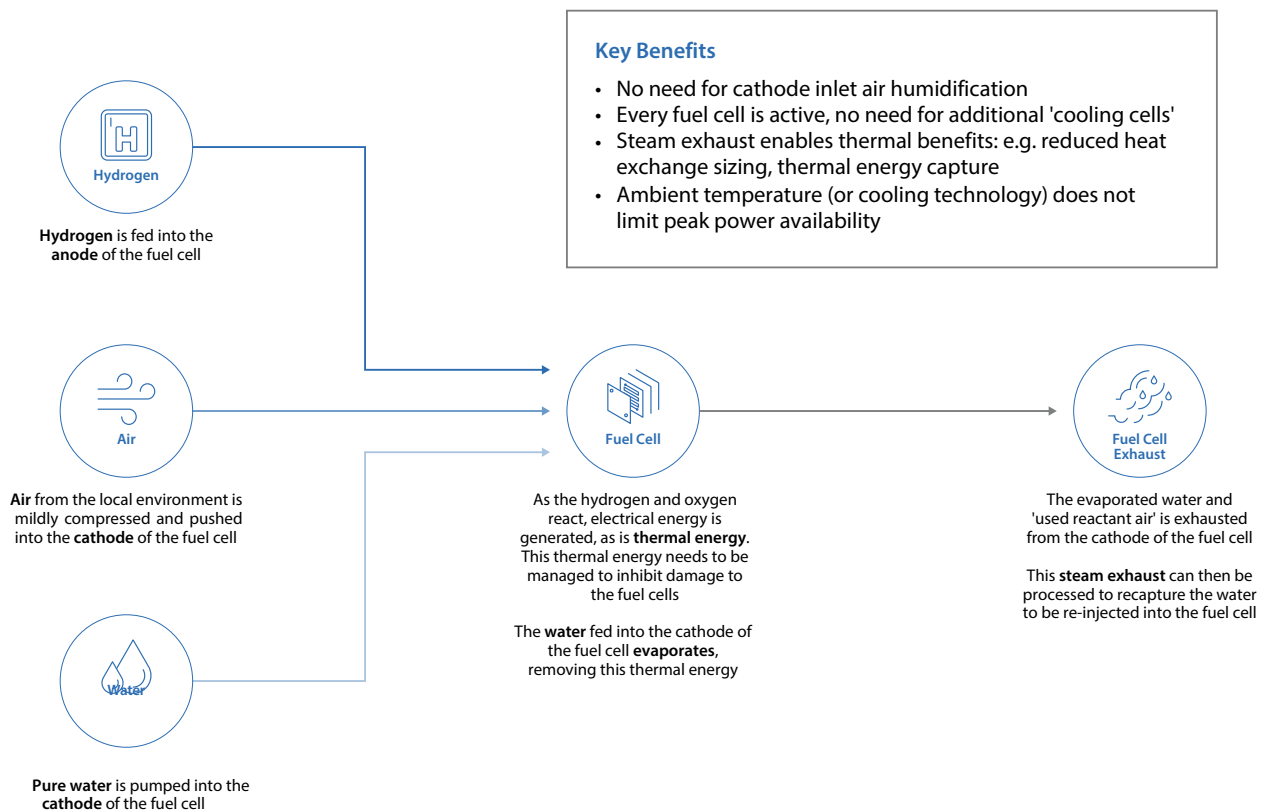 Key Benefits
• No need for cathode inlet air humidification
• Every fuel cell is active, no need for additional 'cooling cells'
• Steam exhaust enables thermal benefits: e.g. reduced heat
exchange sizing, thermal energy capture
• Ambient temperature (or cooling technology) does not
limit peak power availability
H
Hydrogen
Hydrogen is fed into the
anode of the fuel cell
Air
Air from the local environment is
mildly compressed and pushed
into the cathode of the fuel cell
Water
Pure water is pumped into the
cathode of the fuel cell
Fuel Cell
As the hydrogen and oxygen
react, electrical energy is
generated, as is thermal energy.
This thermal energy needs to be
managed to inhibit damage to
the fuel cells
The water fed into the cathode of
the fuel cell evaporates,
removing this thermal energy
Fuel Cell
Exhaust
The evaporated water and
'used reactant air' is exhausted
from the cathode of the fuel cell
This steam exhaust can then be
processed to recapture the water
to be re-injected into the fuel cell